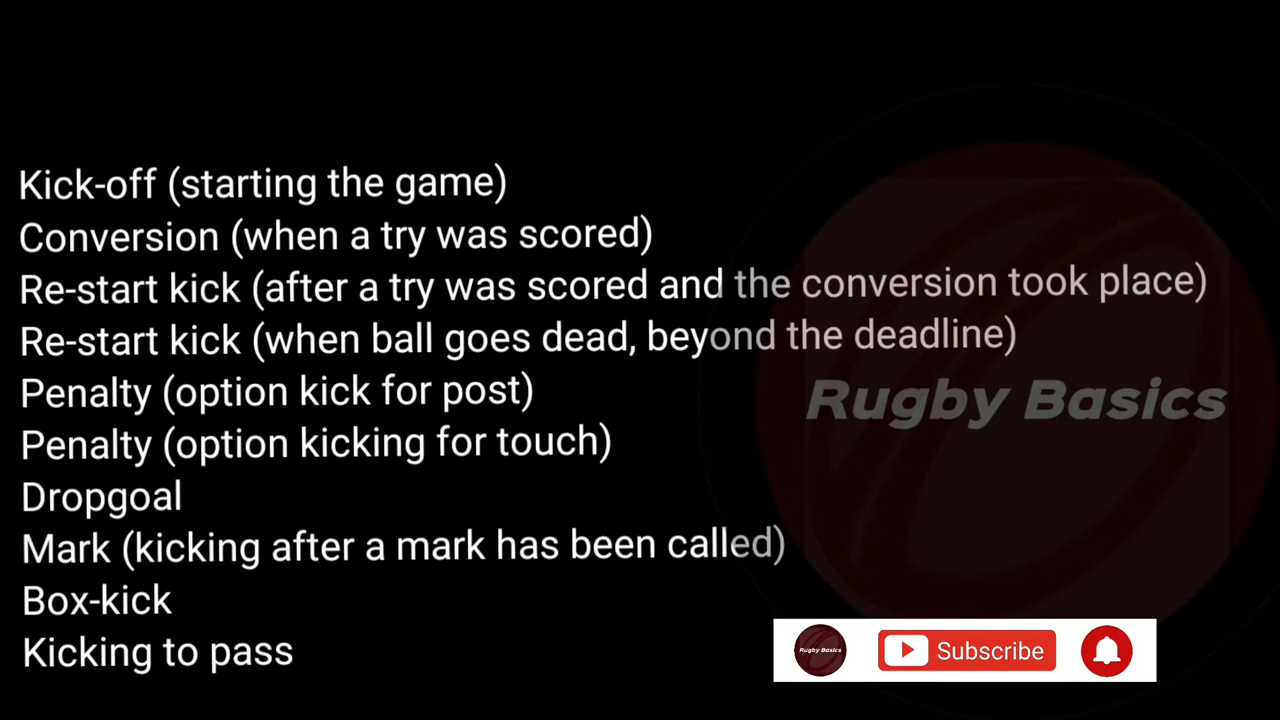 Kick-off (starting the game)
Conversion (when a try was scored)
Re-start kick (after a try was scored and the conversion took place)
Re-start kick (when ball goes dead, beyond the deadline)
Penalty (option kick for post)
Rugby Basics
Penalty (option kicking for touch)
Dropgoal
Mark (kicking after a mark has been called)
Box-kick
Kicking to pass
Rugby Basics
Subscribe